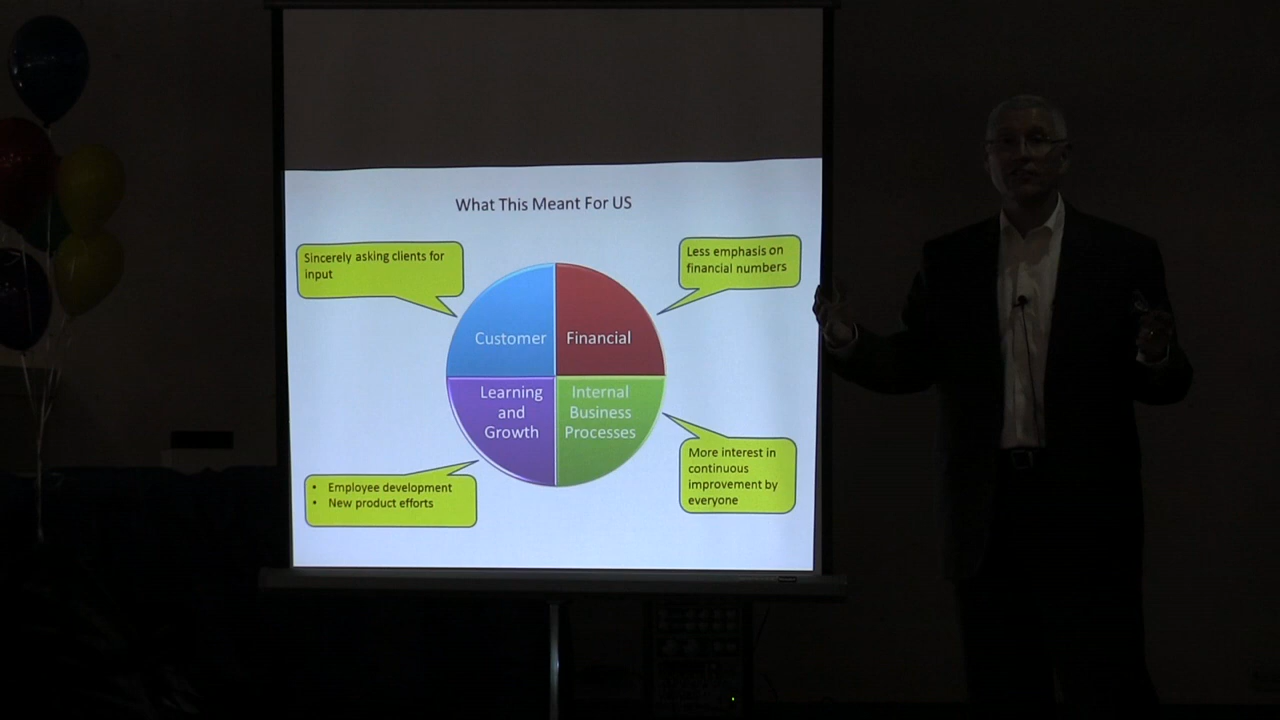 What This Meant For US
Sincerely asking clients for
input
Less emphasis on
financial numbers
Customer
Financial
Learning
and
Growth
Internal
Business
Processes
• Employee development
• New product efforts
More interest in
continuous
improvement by
everyone